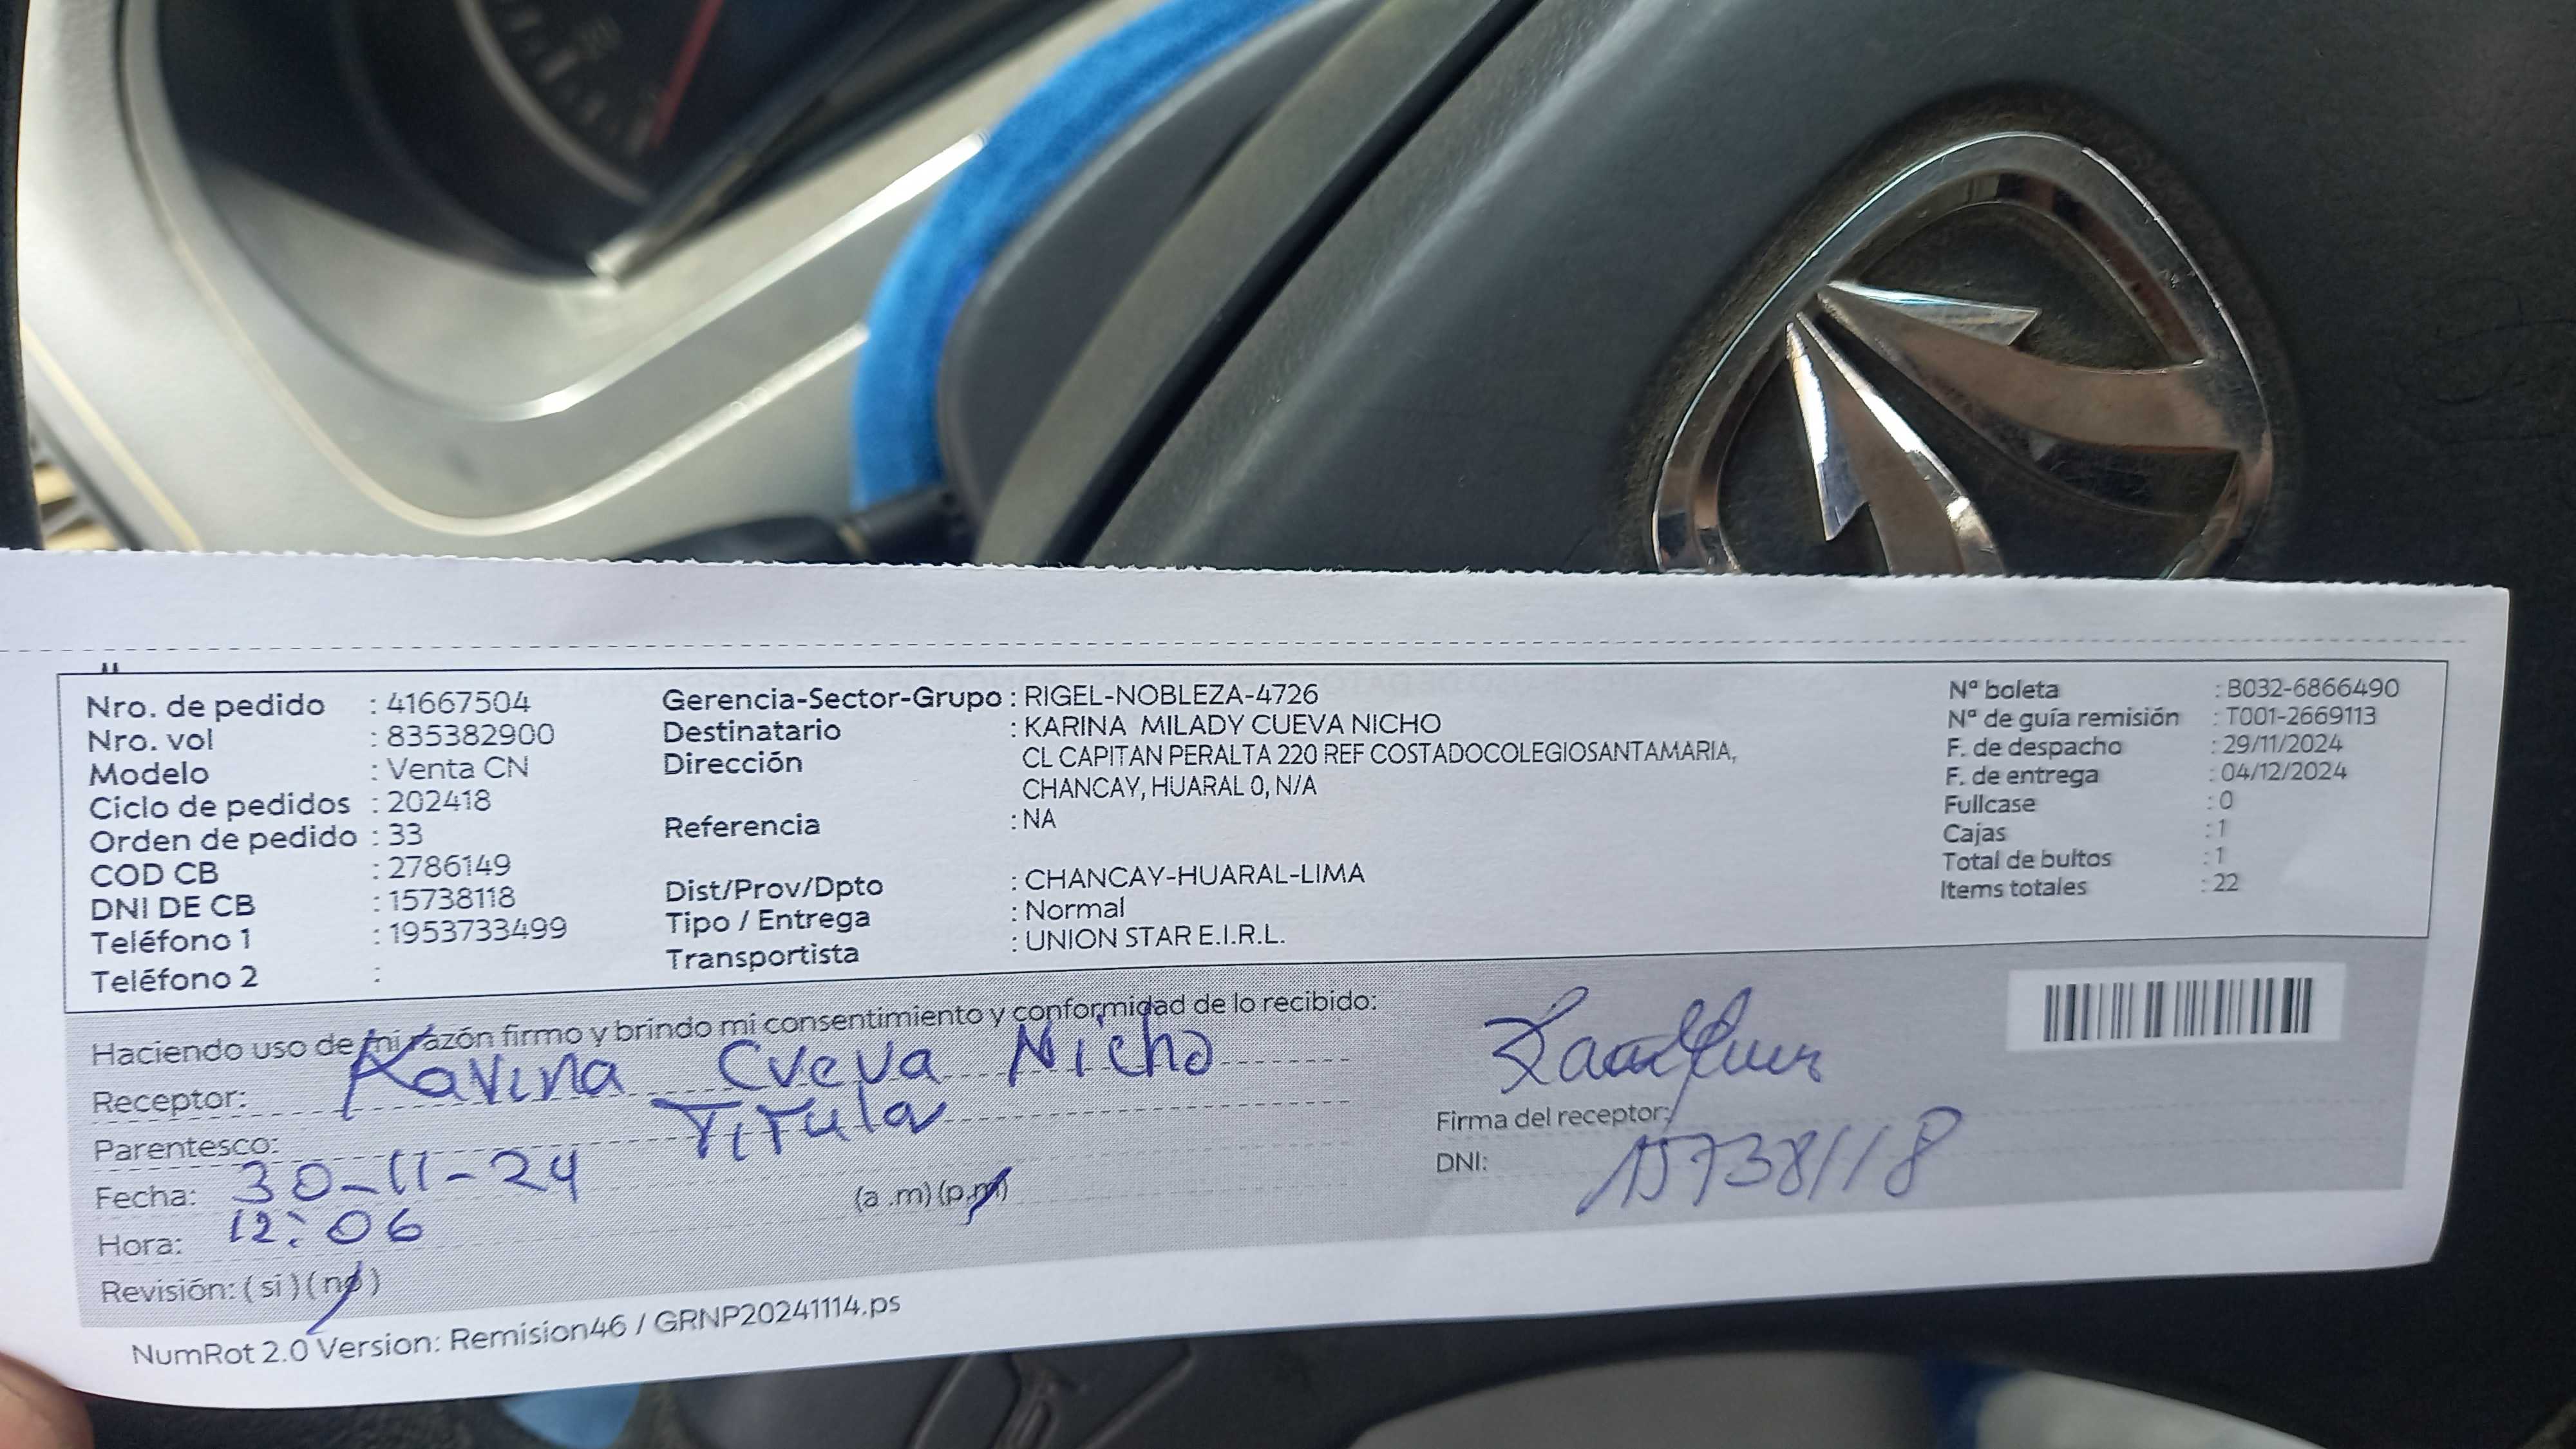 Nro. de pedido : 41667504
Nro. vol : 835382900
Modelo : Venta CN
Ciclo de pedidos : 202418
Orden de pedido : 33
COD CB : 2786149
DNI DE CB : 15738118
Teléfono 1 : 1953733499
Teléfono 2 :
Gerencia-Sector-Grupo : RIGEL-NOBLEZA-4726
Destinatario : KARINA MILADY CUEVA NICHO
Dirección CL CAPITAN PERALTA 220 REF COSTADOCOLEGIOSANTAMARIA,
CHANCAY, HUARAL 0, N/A
Referencia : NA
Dist/Prov/Dpto : CHANCAY-HUARAL-LIMA
Tipo / Entrega : Normal
Transportista : UNION STAR E.I.R.L.
Nª boleta : B032-6866490
Nª de guía remisión : T001-2669113
F. de despacho : 29/11/2024
F. de entrega : 04/12/2024
Fullcase : 0
Cajas : 1
Total de bultos : 1
Items totales : 22
Haciendo uso de mi razón firmo y brindo mi consentimiento y conformidad de lo recibido:
Receptor: Karina Cueva Nicho
Parentesco: Titular
Fecha: 30-11-24
Hora: 12:06 (a .m) (p.m)
Revisión: ( si ) ( no )
Firma del receptor:
DNI: 15738118
NumRot 2.0 Version: Remision46 / GRNP20241114.ps